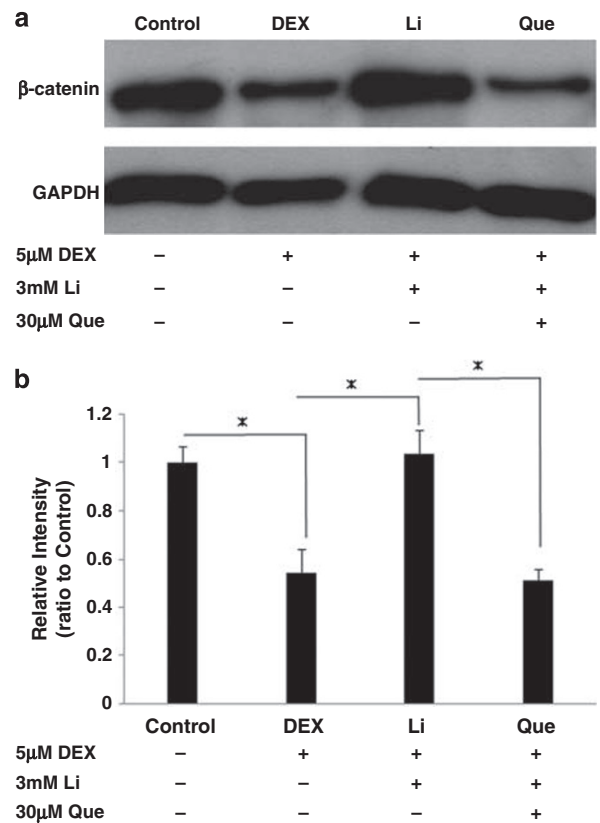 a
Control DEX Li Que
β-catenin
GAPDH
5μM DEX – + + +
3mM Li – – + +
30μM Que – – – +
b
* * *
1.2
1
0.8
0.6
0.4
0.2
0
Relative Intensity
(ratio to Control)
Control DEX Li Que
5μM DEX – + + +
3mM Li – – + +
30μM Que – – – +